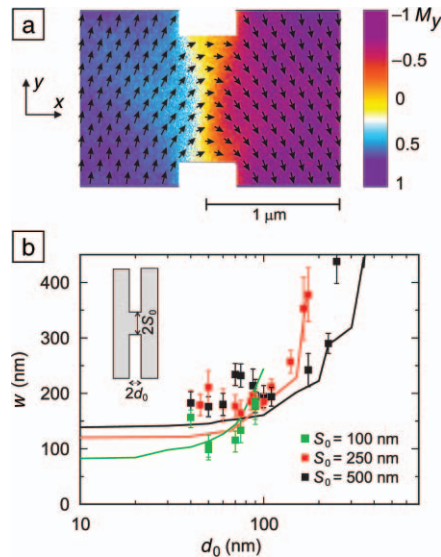 a
−1 M_y
−0.5
0
0.5
1
y
x
1 μm
b
400
300
200
100
0
w (nm)
2S₀
2d₀
S₀ = 100 nm
S₀ = 250 nm
S₀ = 500 nm
10
100
d₀ (nm)